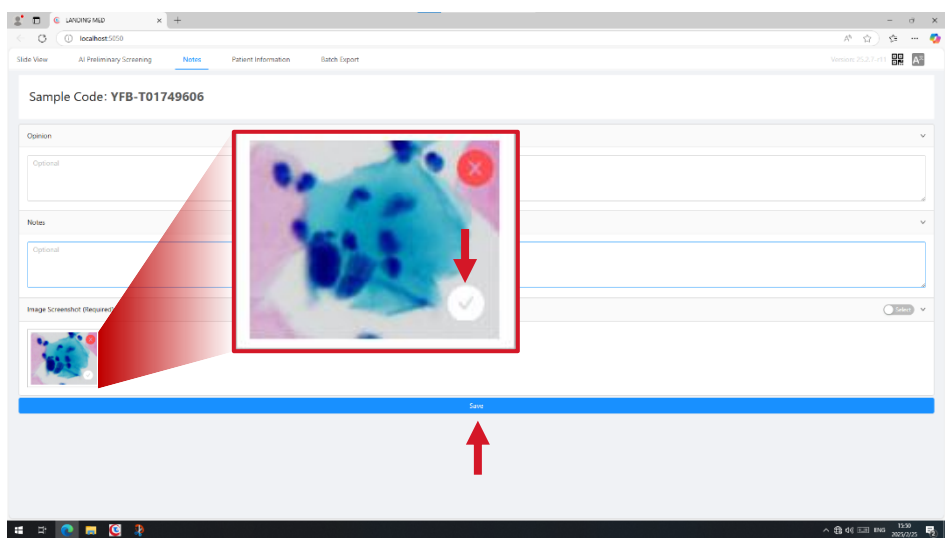 LANDING MED
localhost:5050
Slide View AI Preliminary Screening Notes Patient Information Batch Export
Sample Code: YFB-T01749606
Opinion
Optional
Notes
Optional
Image Screenshot (Required)
Select
Save
ENG
15:50
2025/2/25